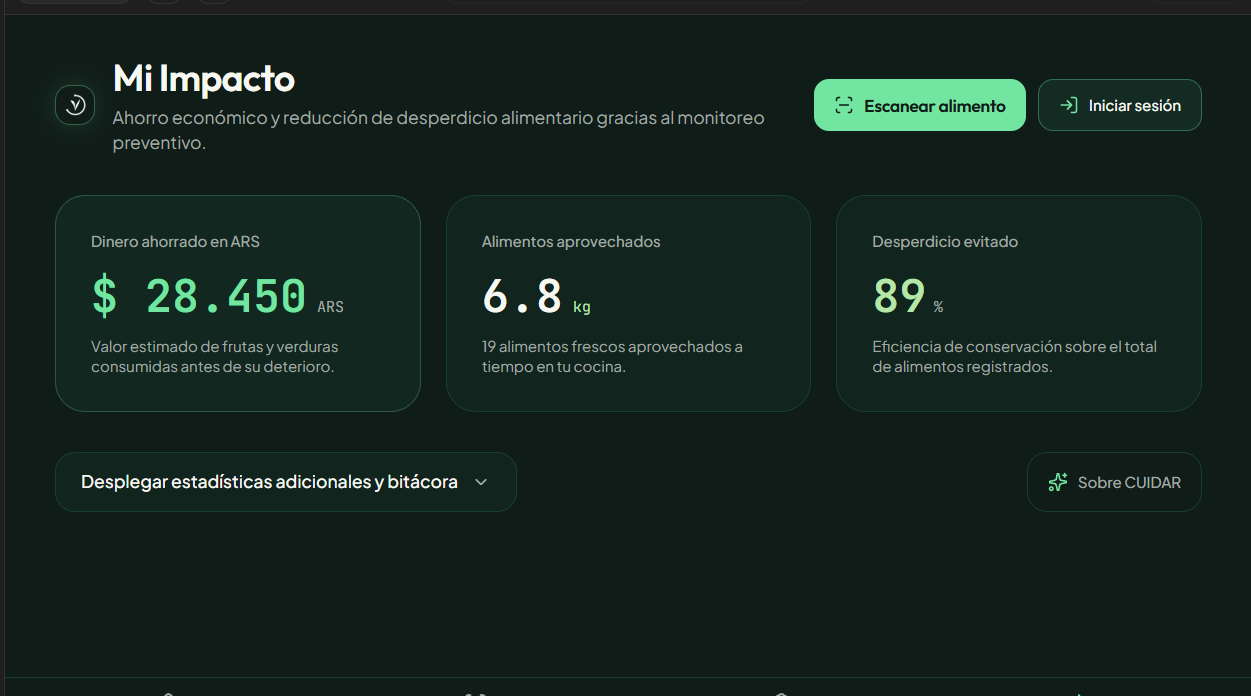 Mi Impacto
Ahorro económico y reducción de desperdicio alimentario gracias al monitoreo
preventivo.
Escanear alimento
Iniciar sesión
Dinero ahorrado en ARS
$ 28.450 ARS
Valor estimado de frutas y verduras
consumidas antes de su deterioro.
Alimentos aprovechados
6.8 kg
19 alimentos frescos aprovechados a
tiempo en tu cocina.
Desperdicio evitado
89 %
Eficiencia de conservación sobre el total
de alimentos registrados.
Desplegar estadísticas adicionales y bitácora
Sobre CUIDAR